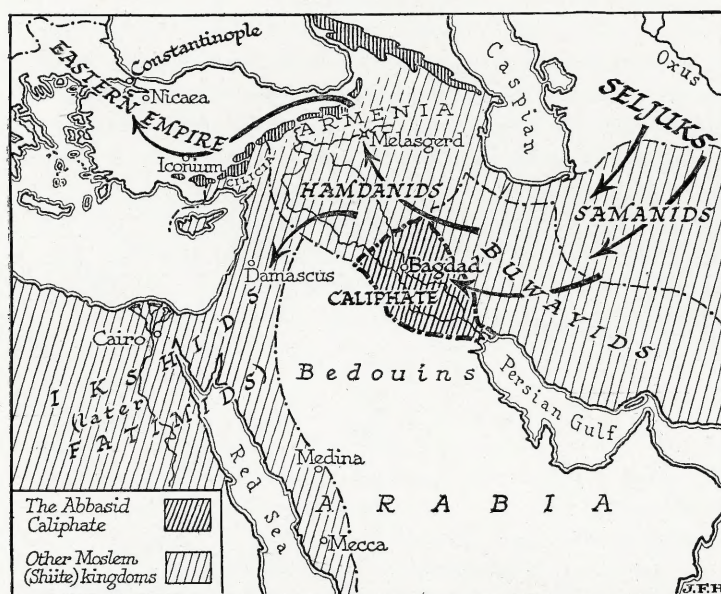 Constantinople
Nicaea
EASTERN EMPIRE
Iconium
CILICIA
ARMENIA
Melasgerd
Caspian
Oxus
SELJUKS
SAMANIDS
HAMDANIDS
BUWAYIDS
Bagdad
CALIPHATE
Damascus
Cairo
IKSHIDS
(later
FATIMIDS)
Bedouins
Persian Gulf
Red Sea
Medina
Mecca
ARABIA
The Abbasid
Caliphate
Other Moslem
(Shiite) kingdoms
J.F.H